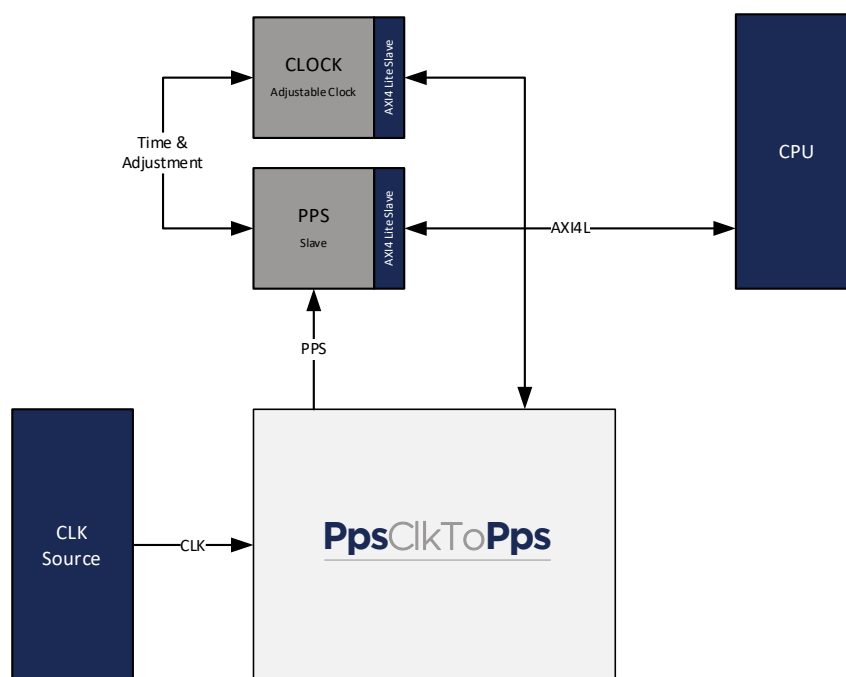 CLOCK
Adjustable Clock
AXI4 Lite Slave
Time &
Adjustment
PPS
Slave
AXI4 Lite Slave
AXI4L
CPU
PPS
CLK
Source
CLK
PpsClkToPps